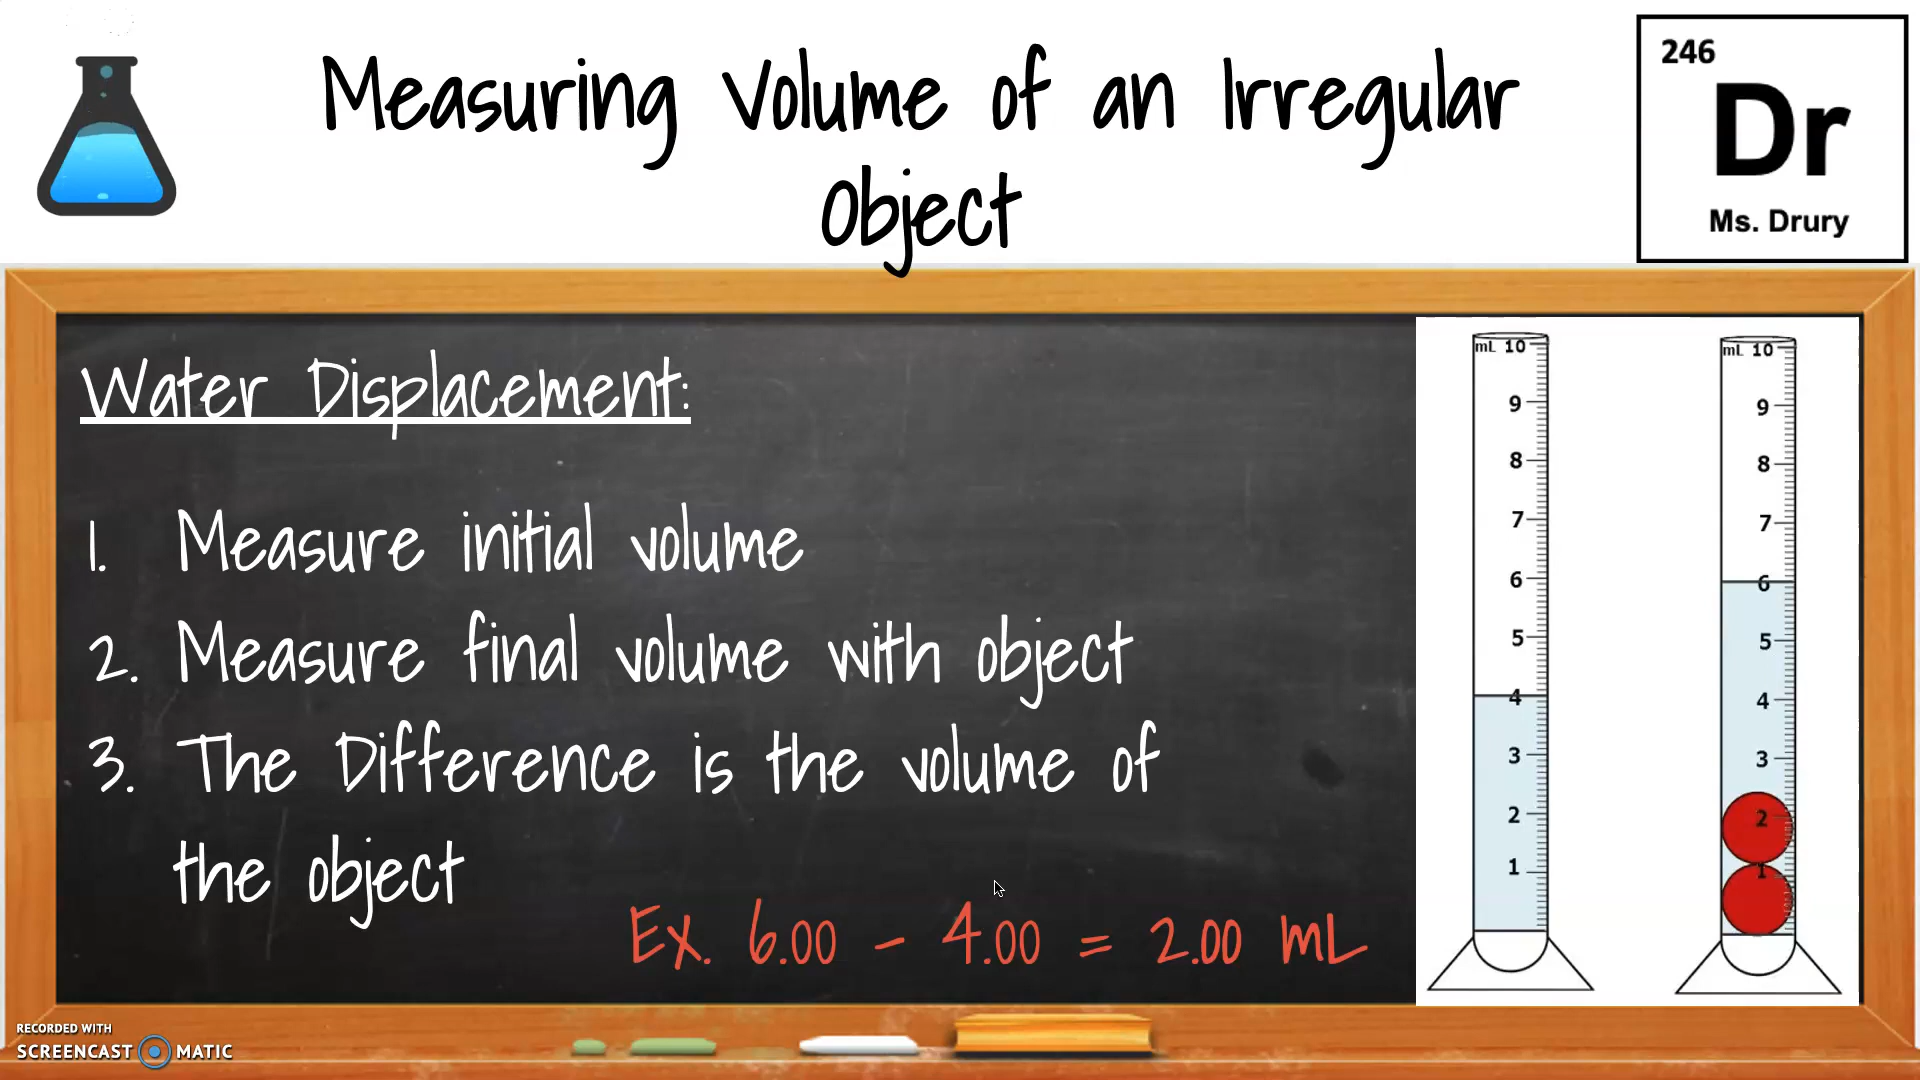 Measuring Volume of an Irregular
Object
246
Dr
Ms. Drury
Water Displacement:
1. Measure initial volume
2. Measure final volume with object
3. The Difference is the volume of
the object
Ex. 6.00 - 4.00 = 2.00 mL
mL 10
9
8
7
6
5
4
3
2
1
mL 10
9
8
7
6
5
4
3
2
1
RECORDED WITH
SCREENCAST MATIC